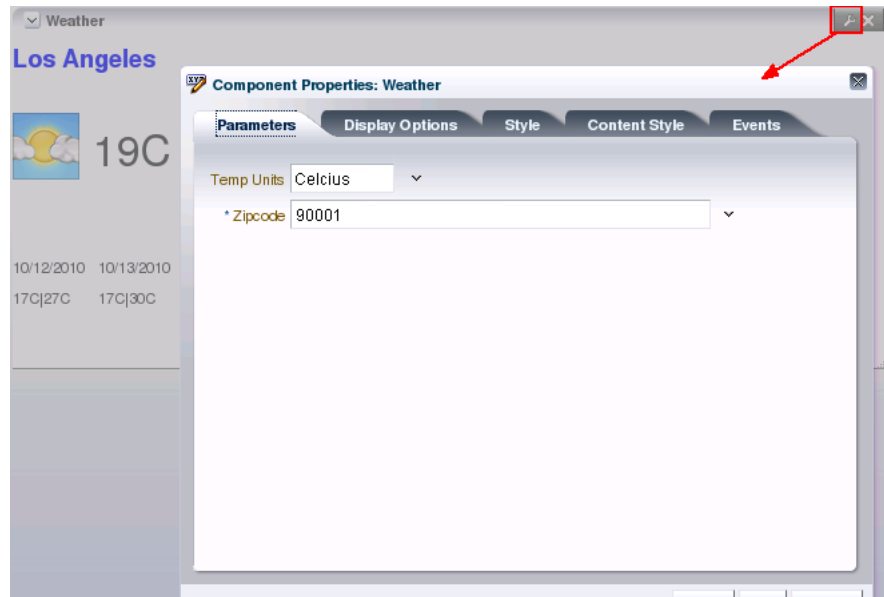 Weather
Los Angeles
19C
10/12/2010 10/13/2010
17C|27C 17C|30C
Component Properties: Weather
Parameters Display Options Style Content Style Events
Temp Units Celcius
* Zipcode 90001